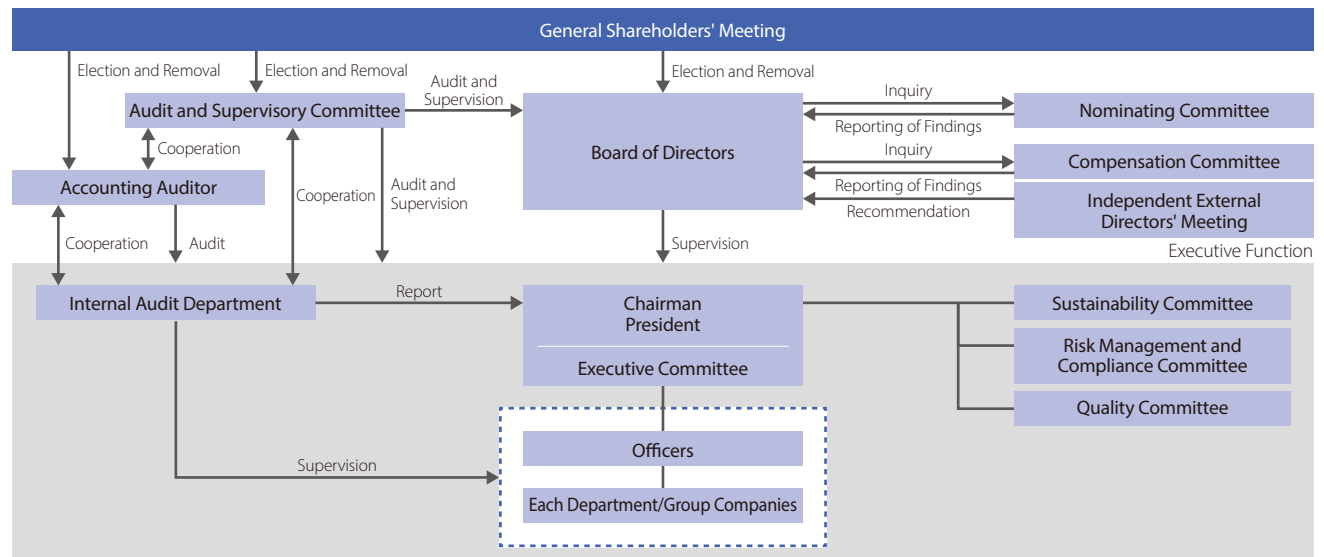 General Shareholders' Meeting
Election and Removal
Election and Removal
Election and Removal
Audit and
Supervision
Audit and Supervisory Committee
Board of Directors
Inquiry
Reporting of Findings
Nominating Committee
Cooperation
Inquiry
Compensation Committee
Accounting Auditor
Cooperation
Audit and
Supervision
Reporting of Findings
Recommendation
Independent External
Directors' Meeting
Cooperation
Audit
Supervision
Executive Function
Internal Audit Department
Report
Chairman
President
Executive Committee
Sustainability Committee
Risk Management and
Compliance Committee
Quality Committee
Supervision
Officers
Each Department/Group Companies